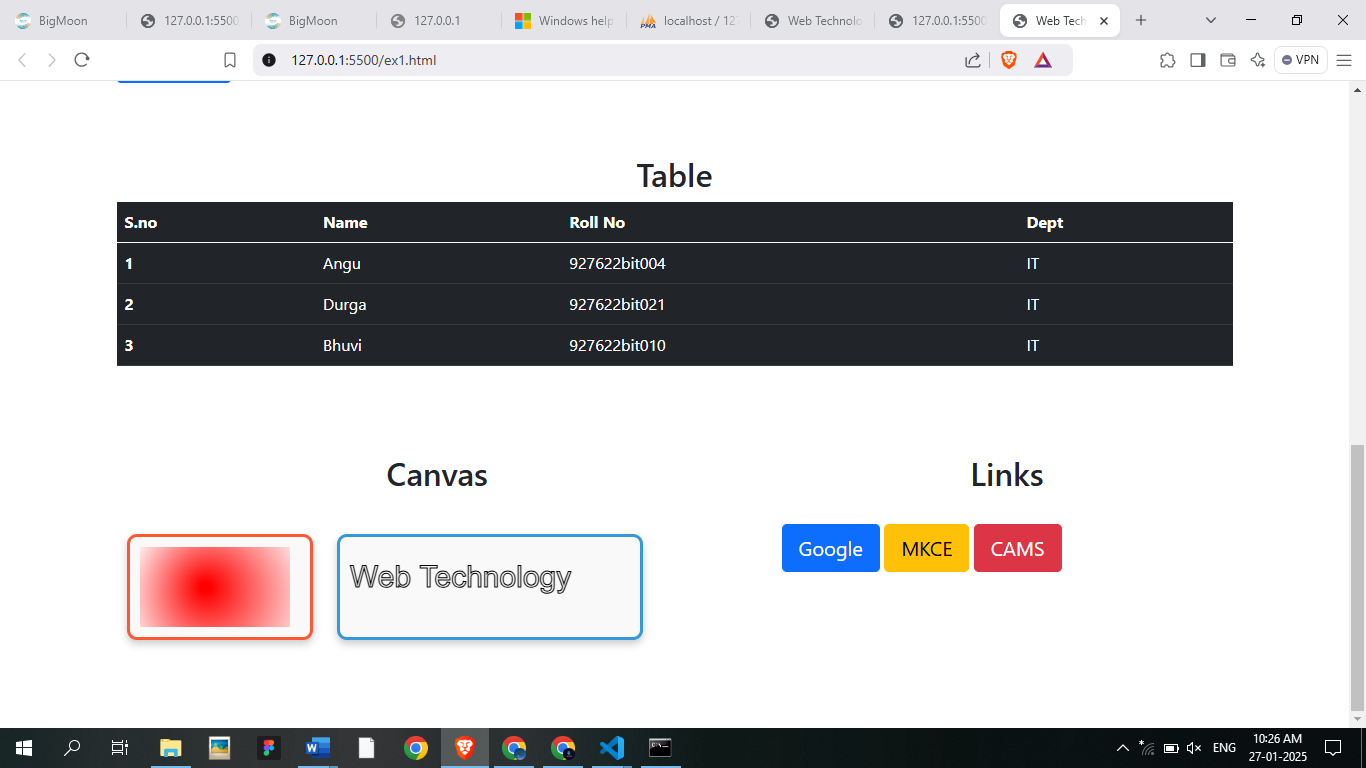 BigMoon 127.0.0.1:5500 BigMoon 127.0.0.1 Windows help localhost / 127 Web Technolo 127.0.0.1:5500 Web Tech
127.0.0.1:5500/ex1.html VPN
Table
S.no Name Roll No Dept
1 Angu 927622bit004 IT
2 Durga 927622bit021 IT
3 Bhuvi 927622bit010 IT
Canvas Links
Web Technology Google MKCE CAMS
ENG 10:26 AM
27-01-2025